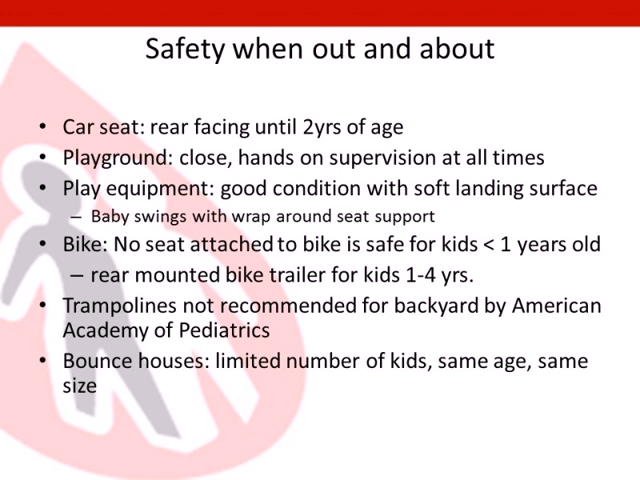 Safety when out and about
• Car seat: rear facing until 2yrs of age
• Playground: close, hands on supervision at all times
• Play equipment: good condition with soft landing surface
– Baby swings with wrap around seat support
• Bike: No seat attached to bike is safe for kids < 1 years old
– rear mounted bike trailer for kids 1-4 yrs.
• Trampolines not recommended for backyard by American
Academy of Pediatrics
• Bounce houses: limited number of kids, same age, same
size